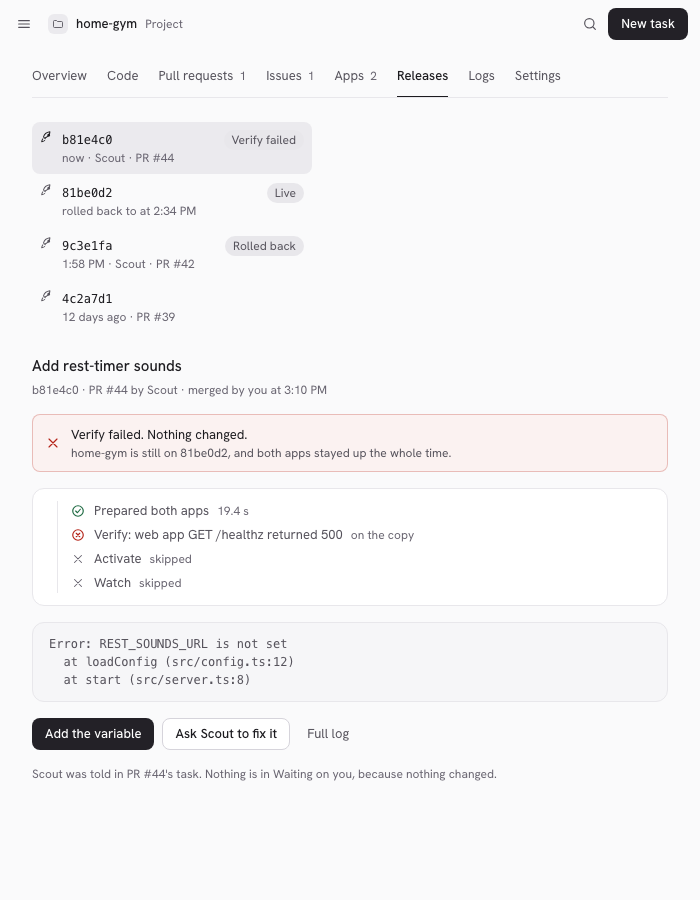 home-gym Project New task
Overview Code Pull requests 1 Issues 1 Apps 2 Releases Logs Settings
b81e4c0 Verify failed
now · Scout · PR #44
81be0d2 Live
rolled back to at 2:34 PM
9c3e1fa Rolled back
1:58 PM · Scout · PR #42
4c2a7d1
12 days ago · PR #39
Add rest-timer sounds
b81e4c0 · PR #44 by Scout · merged by you at 3:10 PM
Verify failed. Nothing changed.
home-gym is still on 81be0d2, and both apps stayed up the whole time.
Prepared both apps 19.4 s
Verify: web app GET /healthz returned 500 on the copy
Activate skipped
Watch skipped
Error: REST_SOUNDS_URL is not set
at loadConfig (src/config.ts:12)
at start (src/server.ts:8)
Add the variable Ask Scout to fix it Full log
Scout was told in PR #44's task. Nothing is in Waiting on you, because nothing changed.